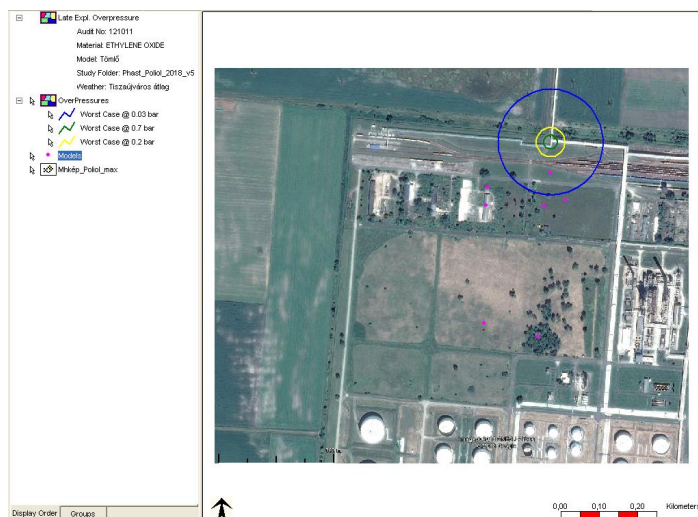 Late Expl. Overpressure
Audit No: 121011
Material: ETHYLENE OXIDE
Model: Tömlő
Study Folder: Phast_Poliol_2018_v5
Weather: Tiszaújváros átlag
OverPressures
Worst Case @ 0.03 bar
Worst Case @ 0.7 bar
Worst Case @ 0.2 bar
Models
Mhkép_Poliol_max
Display Order Groups
0,00 0,10 0,20 Kilometers